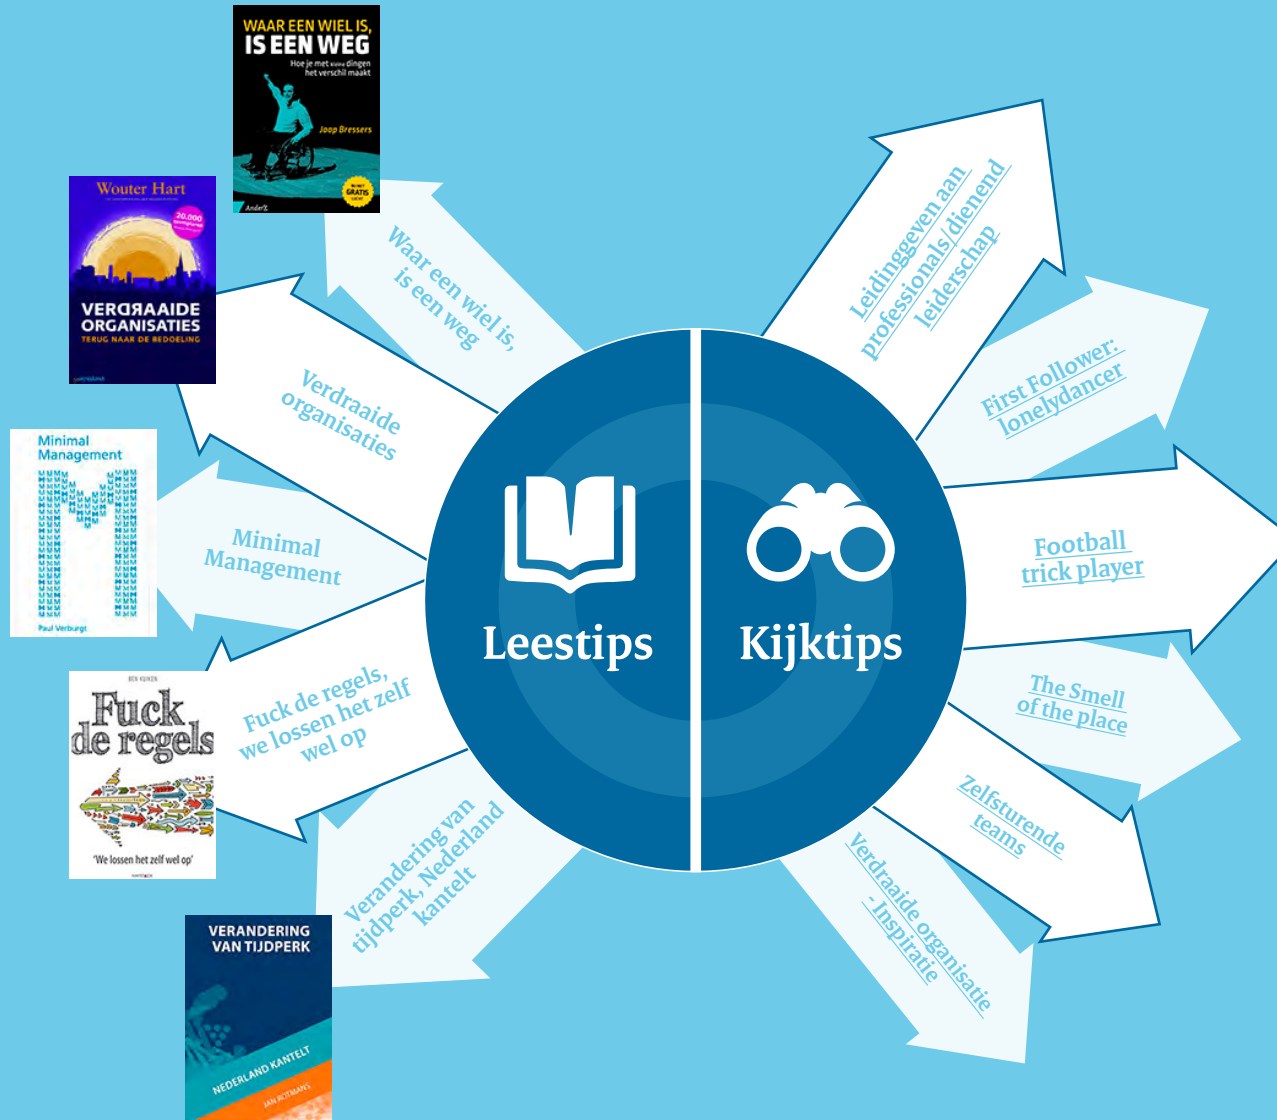 WAAR EEN WIEL IS,
IS EEN WEG
Hoe je met kleine dingen
het verschil maakt
Jaap Bressers
GRATIS
Ander'Z
Wouter Hart
20.000
VERDRAAIDE
ORGANISATIES
TERUG NAAR DE BEDOELING
Minimal
Management
Paul Verburgt
BEN KUIKEN
Fuck
de regels
'We lossen het zelf wel op'
VERANDERING
VAN TIJDPERK
NEDERLAND KANTELT
JAN ROTMANS
Waar een wiel is,
is een weg
Verdraaide
organisaties
Minimal
Management
Fuck de regels,
we lossen het zelf
wel op
Verandering van
tijdperk, Nederland
kantelt
Leestips
Kijktips
Leidinggeven aan
professionals/dienend
leiderschap
First Follower:
lonelydancer
Football
trick player
The Smell
of the place
Zelfsturende
teams
Verdraaide organisatie
- Inspiratie